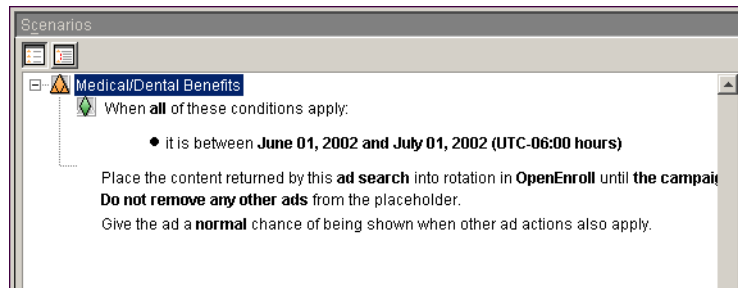 Scenarios
Medical/Dental Benefits
When all of these conditions apply:
it is between June 01, 2002 and July 01, 2002 (UTC-06:00 hours)
Place the content returned by this ad search into rotation in OpenEnroll until the
Do not remove any other ads from the placeholder.
Give the ad a normal chance of being shown when other ad actions also apply.